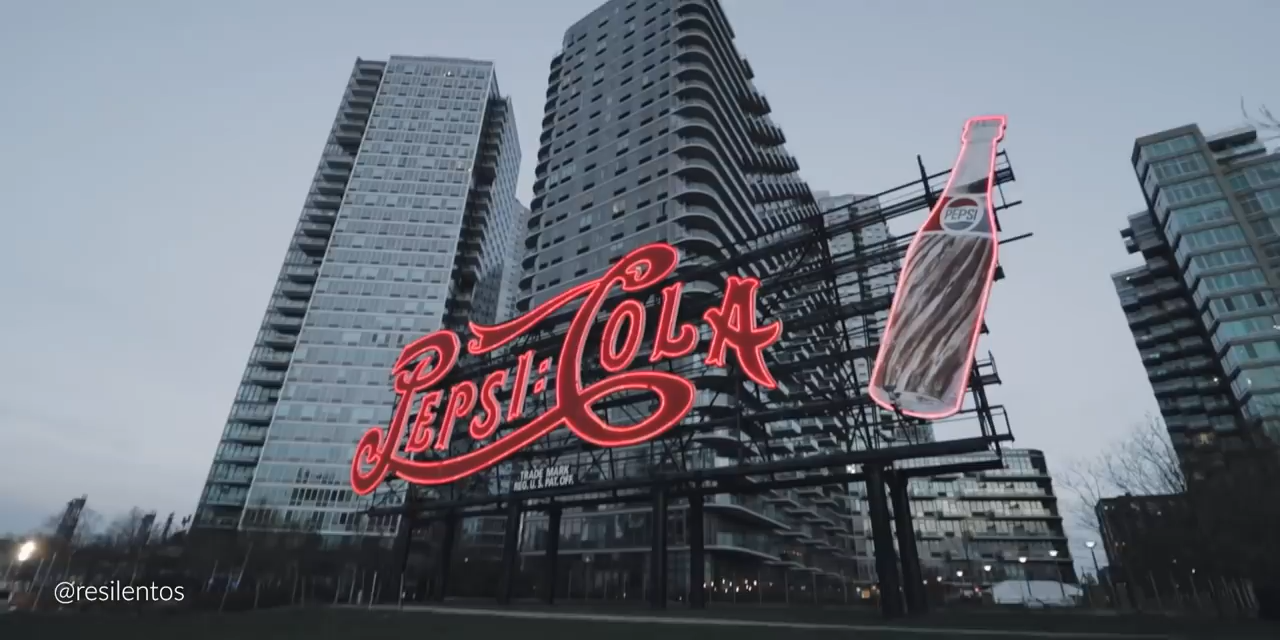 PEPSI:COLA
PEPSI
TRADE MARK
REG. U.S. PAT. OFF.
@resilentos